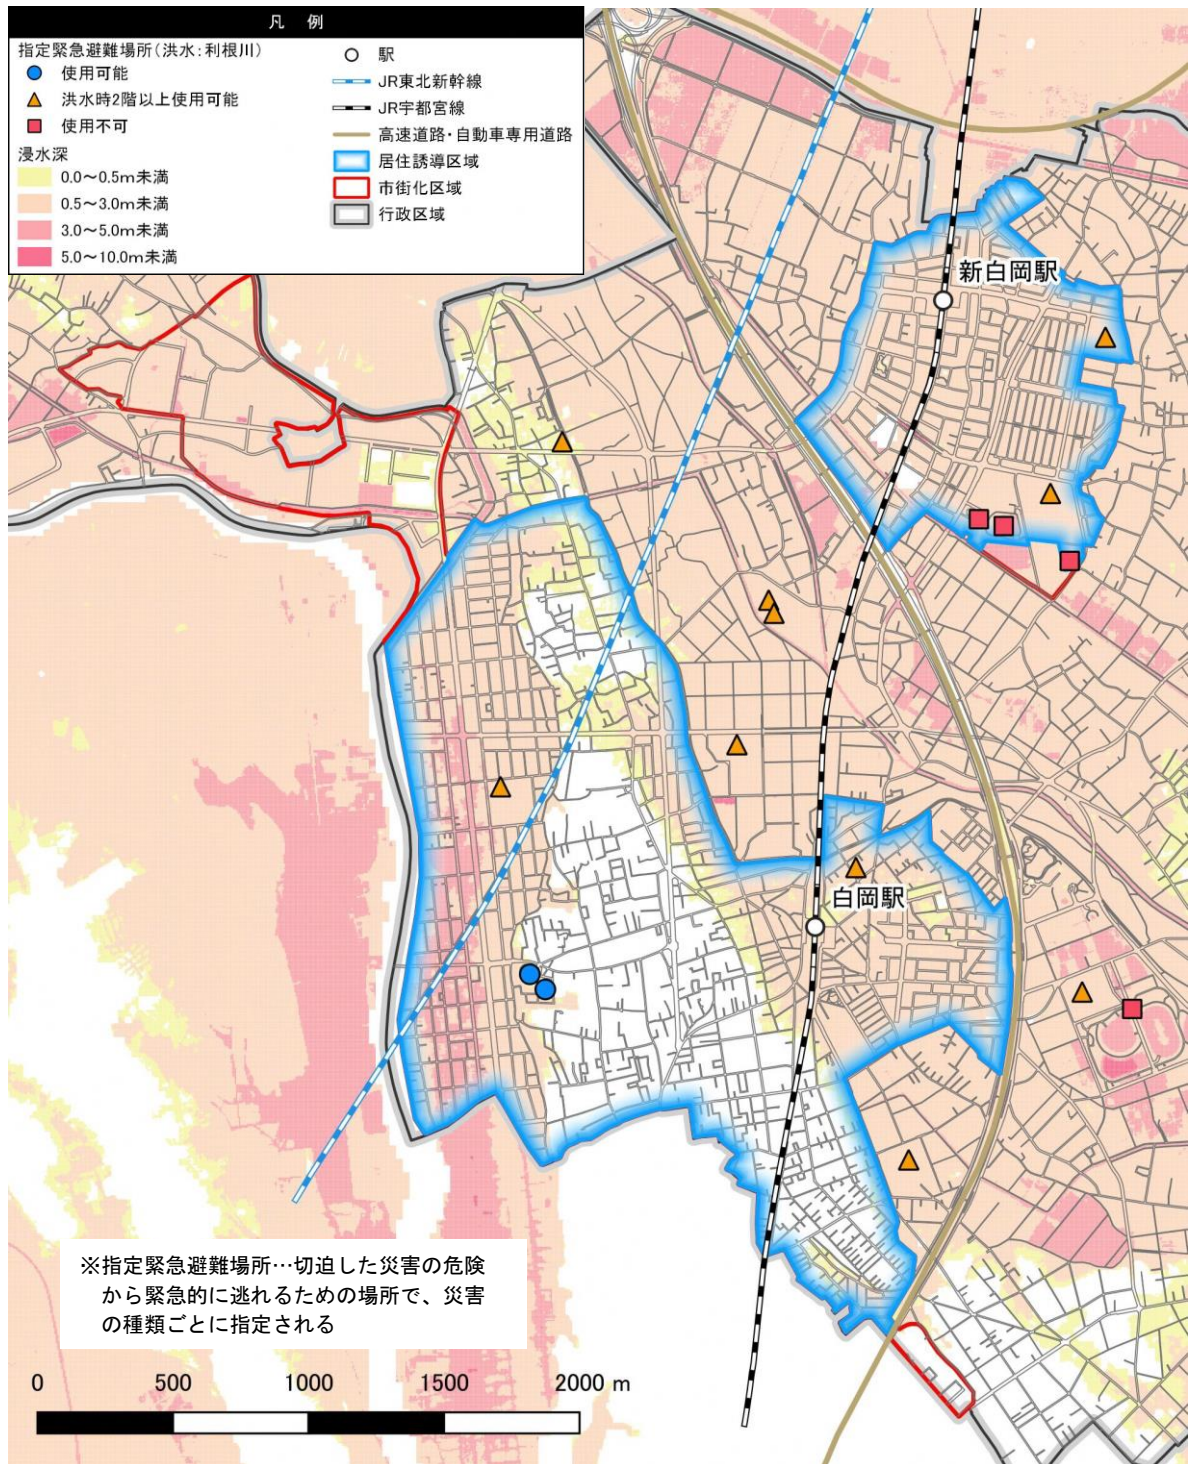 凡 例
指定緊急避難場所(洪水:利根川)
使用可能
洪水時2階以上使用可能
使用不可
浸水深
0.0～0.5m未満
0.5～3.0m未満
3.0～5.0m未満
5.0～10.0m未満
駅
JR東北新幹線
JR宇都宮線
高速道路・自動車専用道路
居住誘導区域
市街化区域
行政区域
新白岡駅
白岡駅
※指定緊急避難場所…切迫した災害の危険
から緊急的に逃れるための場所で、災害
の種類ごとに指定される
0 500 1000 1500 2000 m